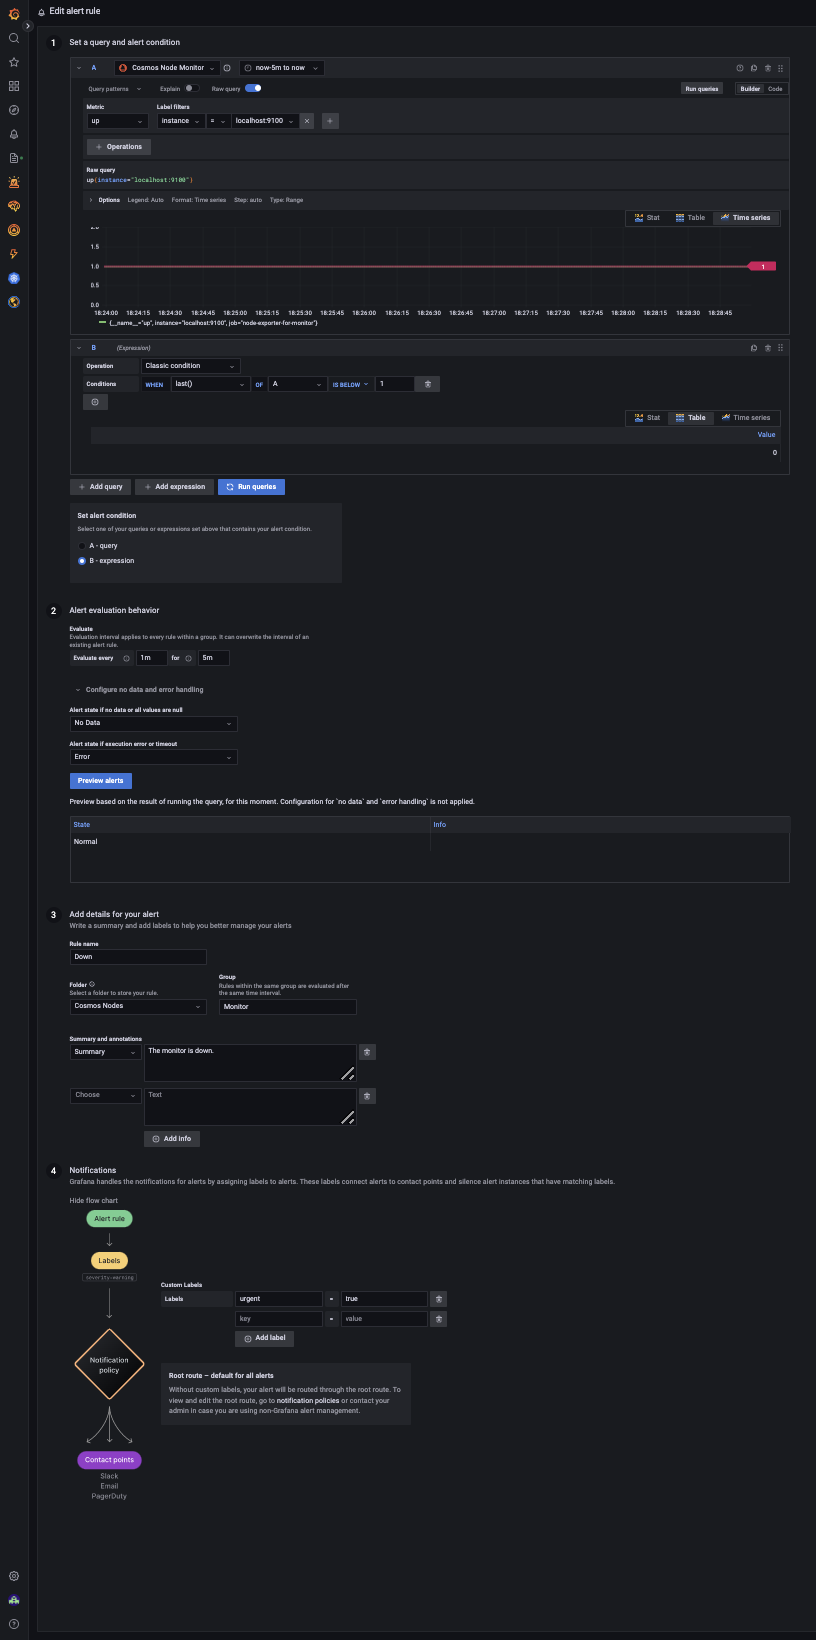 Edit alert rule
1 Set a query and alert condition
A Cosmos Node Monitor now-5m to now
Query patterns Explain Raw query Run queries Builder Code
Metric Label filters
up instance = localhost:9100
Operations
Raw query
up{instance="localhost:9100"}
Options Legend: Auto Format: Time series Step: auto Type: Range
Stat Table Time series
2.0
1.5
1.0 1
0.5
0.0
18:24:00 18:24:15 18:24:30 18:24:45 18:25:00 18:25:15 18:25:30 18:25:45 18:26:00 18:26:15 18:26:30 18:26:45 18:27:00 18:27:15 18:27:30 18:27:45 18:28:00 18:28:15 18:28:30 18:28:45
{__name__="up", instance="localhost:9100", job="node-exporter-for-monitor"}
B (Expression)
Operation Classic condition
Conditions WHEN last() OF A IS BELOW 1
Stat Table Time series
Value
0
Add query Add expression Run queries
Set alert condition
Select one of your queries or expressions set above that contains your alert condition.
A - query
B - expression
2 Alert evaluation behavior
Evaluate
Evaluation interval applies to every rule within a group. It can overwrite the interval of an
existing alert rule.
Evaluate every 1m for 5m
Configure no data and error handling
Alert state if no data or all values are null
No Data
Alert state if execution error or timeout
Error
Preview alerts
Preview based on the result of running the query, for this moment. Configuration for `no data` and `error handling` is not applied.
State Info
Normal
3 Add details for your alert
Write a summary and add labels to help you better manage your alerts
Rule name
Down
Folder Group
Select a folder to store your rule. Rules within the same group are evaluated after
the same time interval.
Cosmos Nodes Monitor
Summary and annotations
Summary The monitor is down.
Choose Text
Add info
4 Notifications
Grafana handles the notifications for alerts by assigning labels to alerts. These labels connect alerts to contact points and silence alert instances that have matching labels.
Hide flow chart
Alert rule
Labels
severity=warning
Custom Labels
Labels urgent = true
key = value
Add label
Notification
policy
Root route – default for all alerts
Without custom labels, your alert will be routed through the root route. To
view and edit the root route, go to notification policies or contact your
admin in case you are using non-Grafana alert management.
Contact points
Slack
Email
PagerDuty